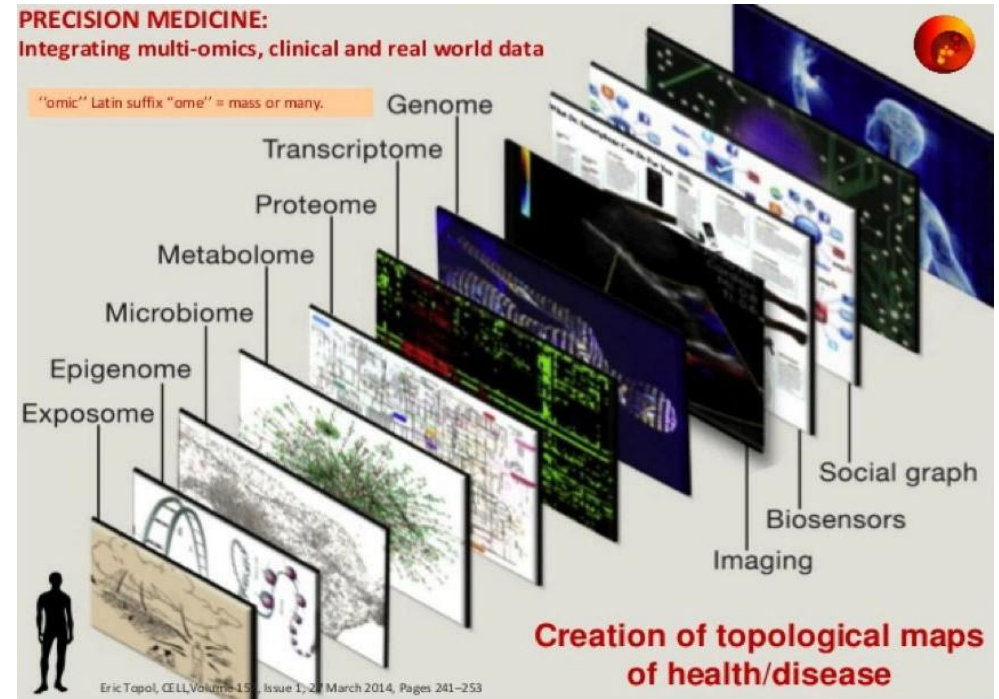 PRECISION MEDICINE:
Integrating multi-omics, clinical and real world data
“omic” Latin suffix “ome” = mass or many.
Genome
Transcriptome
Proteome
Metabolome
Microbiome
Epigenome
Exposome
Social graph
Biosensors
Imaging
Creation of topological maps
of health/disease
Eric Topol, CELL, Volume Issue 1, March 2014, Pages 241–253